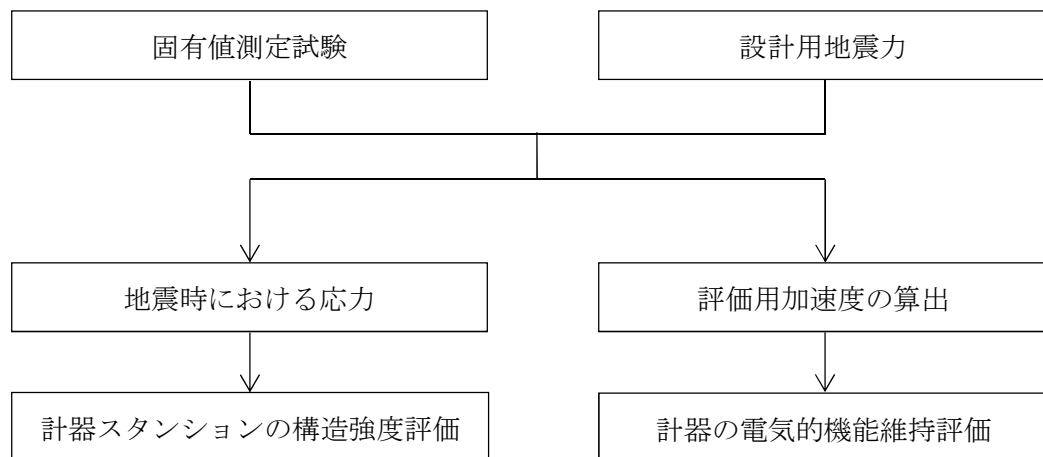 固有値測定試験
設計用地震力
地震時における応力
評価用加速度の算出
計器スタンションの構造強度評価
計器の電気的機能維持評価